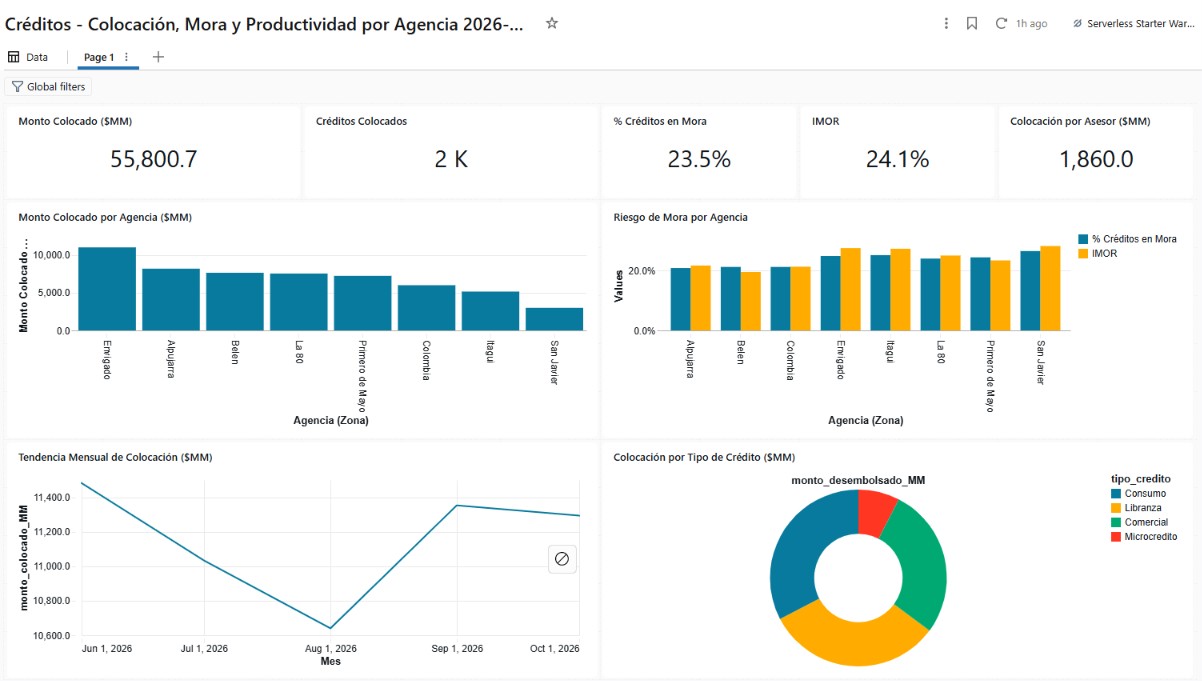 Créditos - Colocación, Mora y Productividad por Agencia 2026-...
1h ago
Serverless Starter War...
Data
Page 1
Global filters
Monto Colocado ($MM)
55,800.7
Créditos Colocados
2 K
% Créditos en Mora
23.5%
IMOR
24.1%
Colocación por Asesor ($MM)
1,860.0
Monto Colocado por Agencia ($MM)
Monto Colocado ...
10,000.0
5,000.0
0.0
Envigado
Alpujarra
Belen
La 80
Primero de Mayo
Colombia
Itagui
San Javier
Agencia (Zona)
Riesgo de Mora por Agencia
Values
20.0%
0.0%
Alpujarra
Belen
Colombia
Envigado
Itagui
La 80
Primero de Mayo
San Javier
Agencia (Zona)
% Créditos en Mora
IMOR
Tendencia Mensual de Colocación ($MM)
monto_colocado_MM
11,400.0
11,200.0
11,000.0
10,800.0
10,600.0
Jun 1, 2026
Jul 1, 2026
Aug 1, 2026
Sep 1, 2026
Oct 1, 2026
Mes
Colocación por Tipo de Crédito ($MM)
monto_desembolsado_MM
tipo_credito
Consumo
Libranza
Comercial
Microcredito